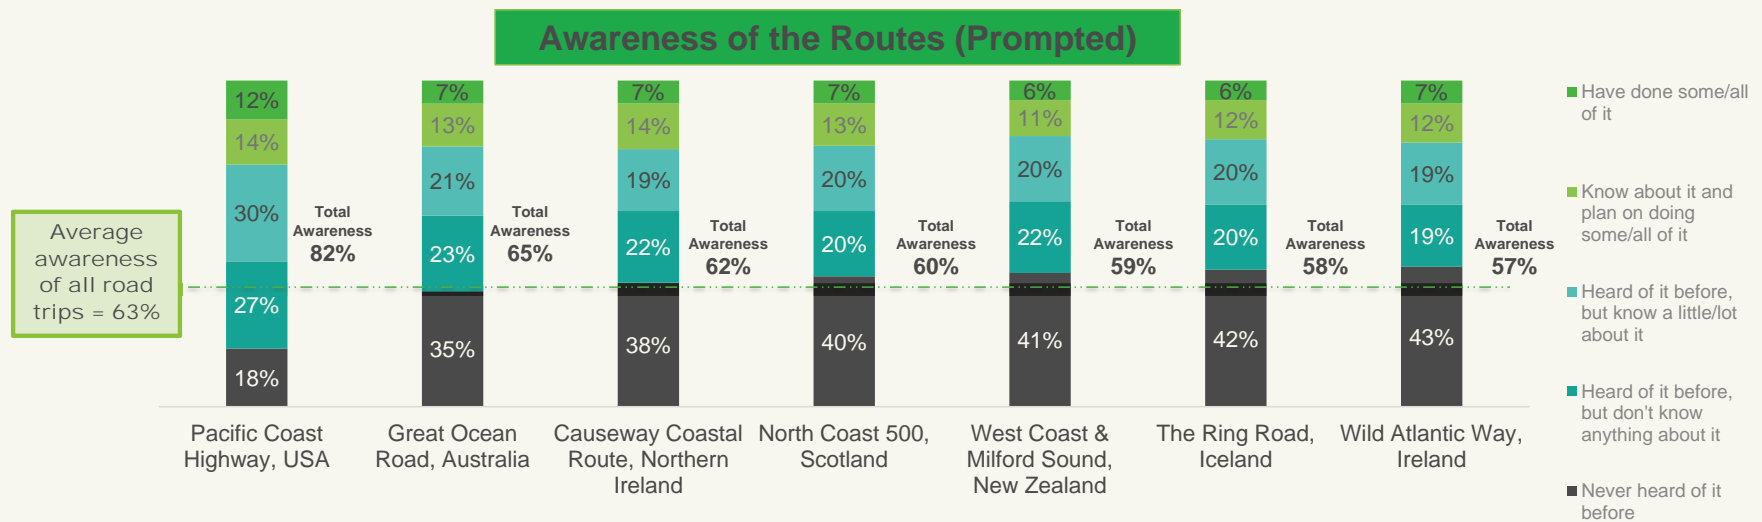 Awareness of the Routes (Prompted)
Average
awareness
of all road
trips = 63%
12%
14%
30%
27%
18%
Total
Awareness
82%
7%
13%
21%
23%
35%
Total
Awareness
65%
7%
14%
19%
22%
38%
Total
Awareness
62%
7%
13%
20%
20%
40%
Total
Awareness
60%
6%
11%
20%
22%
41%
Total
Awareness
59%
6%
12%
20%
20%
42%
Total
Awareness
58%
7%
12%
19%
19%
43%
Total
Awareness
57%
Pacific Coast
Highway, USA
Great Ocean
Road, Australia
Causeway Coastal
Route, Northern
Ireland
North Coast 500,
Scotland
West Coast &
Milford Sound,
New Zealand
The Ring Road,
Iceland
Wild Atlantic Way,
Ireland
Have done some/all
of it
Know about it and
plan on doing
some/all of it
Heard of it before,
but know a little/lot
about it
Heard of it before,
but don't know
anything about it
Never heard of it
before